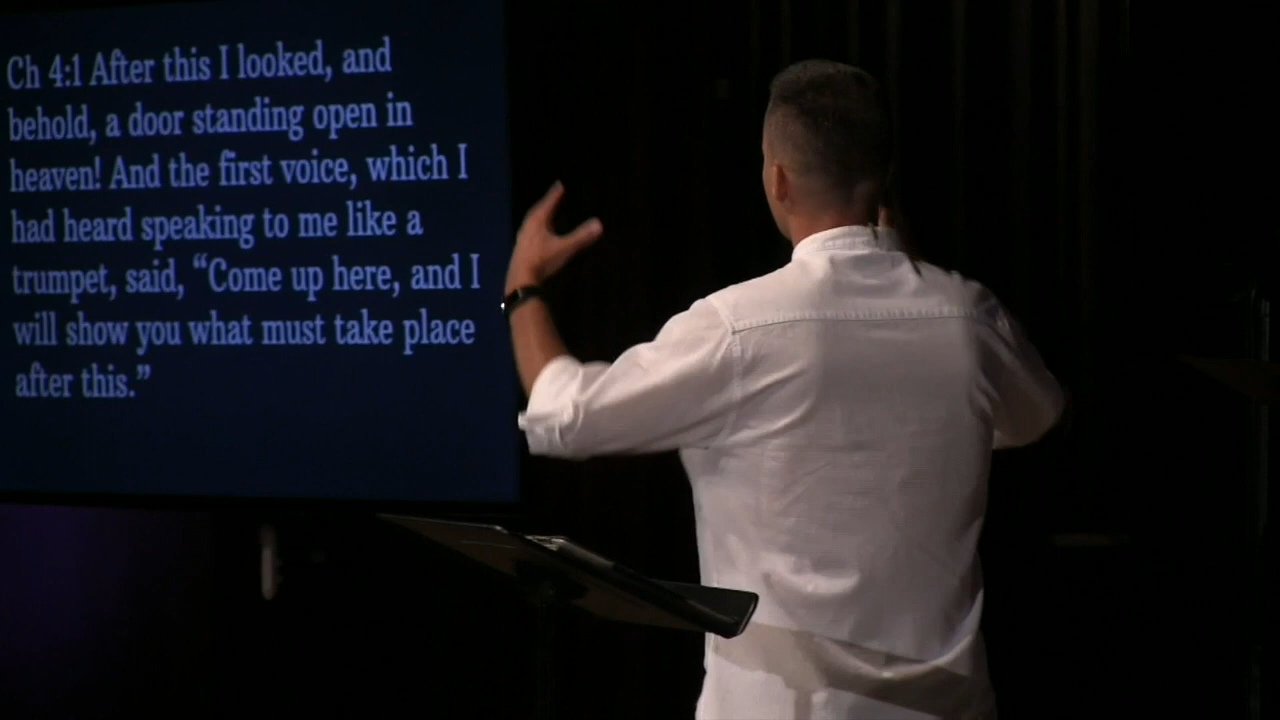 Ch 4:1 After this I looked, and
behold, a door standing open in
heaven! And the first voice, which I
had heard speaking to me like a
trumpet, said, “Come up here, and I
will show you what must take place
after this.”